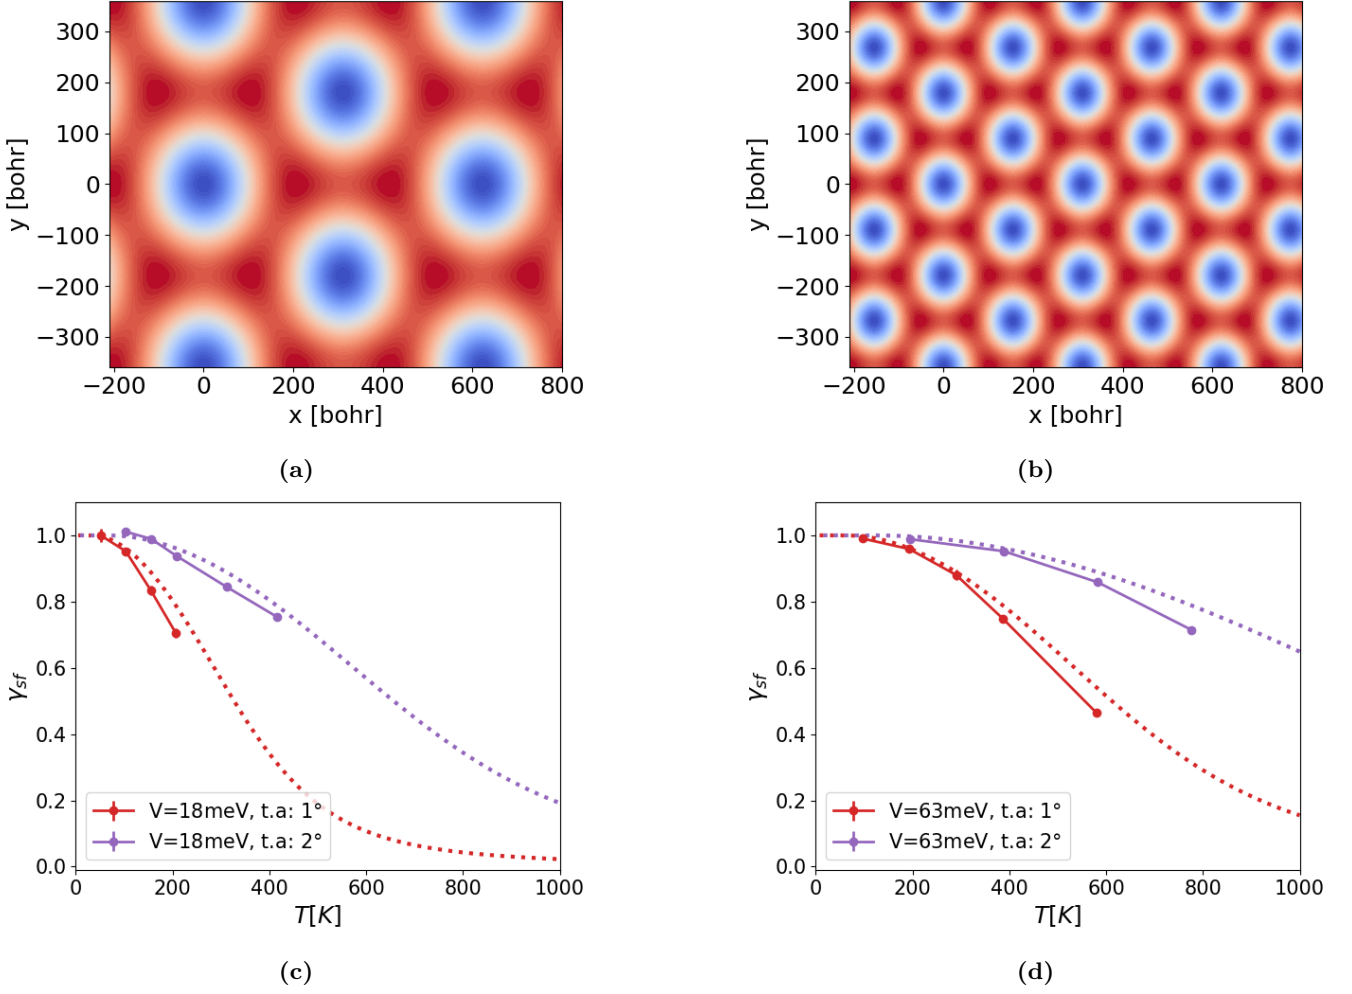 300
200
100
0
−100
−200
−300
y [bohr]
−200 0 200 400 600 800
x [bohr]
(a)
300
200
100
0
−100
−200
−300
y [bohr]
−200 0 200 400 600 800
x [bohr]
(b)
1.0
0.8
0.6
0.4
0.2
0.0
γsf
V=18meV, t.a: 1°
V=18meV, t.a: 2°
0 200 400 600 800 1000
T[K]
(c)
1.0
0.8
0.6
0.4
0.2
0.0
γsf
V=63meV, t.a: 1°
V=63meV, t.a: 2°
0 200 400 600 800 1000
T[K]
(d)